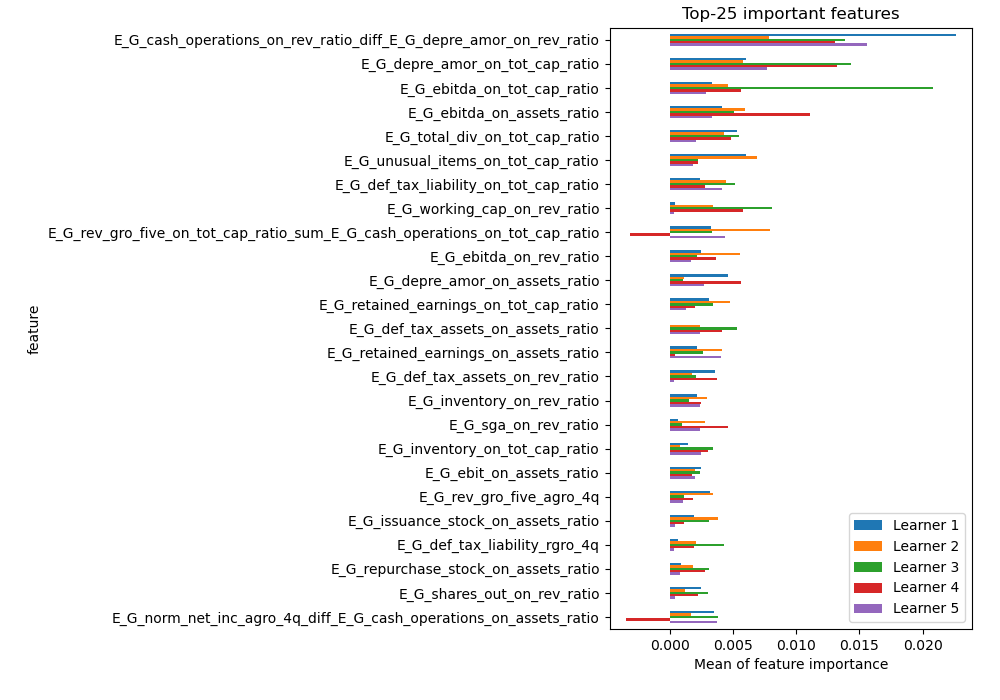 Top-25 important features
E_G_cash_operations_on_rev_ratio_diff_E_G_depre_amor_on_rev_ratio
E_G_depre_amor_on_tot_cap_ratio
E_G_ebitda_on_tot_cap_ratio
E_G_ebitda_on_assets_ratio
E_G_total_div_on_tot_cap_ratio
E_G_unusual_items_on_tot_cap_ratio
E_G_def_tax_liability_on_tot_cap_ratio
E_G_working_cap_on_rev_ratio
E_G_rev_gro_five_on_tot_cap_ratio_sum_E_G_cash_operations_on_tot_cap_ratio
E_G_ebitda_on_rev_ratio
E_G_depre_amor_on_assets_ratio
E_G_retained_earnings_on_tot_cap_ratio
E_G_def_tax_assets_on_assets_ratio
E_G_retained_earnings_on_assets_ratio
E_G_def_tax_assets_on_rev_ratio
E_G_inventory_on_rev_ratio
E_G_sga_on_rev_ratio
E_G_inventory_on_tot_cap_ratio
E_G_ebit_on_assets_ratio
E_G_rev_gro_five_agro_4q
E_G_issuance_stock_on_assets_ratio
E_G_def_tax_liability_rgro_4q
E_G_repurchase_stock_on_assets_ratio
E_G_shares_out_on_rev_ratio
E_G_norm_net_inc_agro_4q_diff_E_G_cash_operations_on_assets_ratio
feature
Learner 1
Learner 2
Learner 3
Learner 4
Learner 5
0.000 0.005 0.010 0.015 0.020
Mean of feature importance